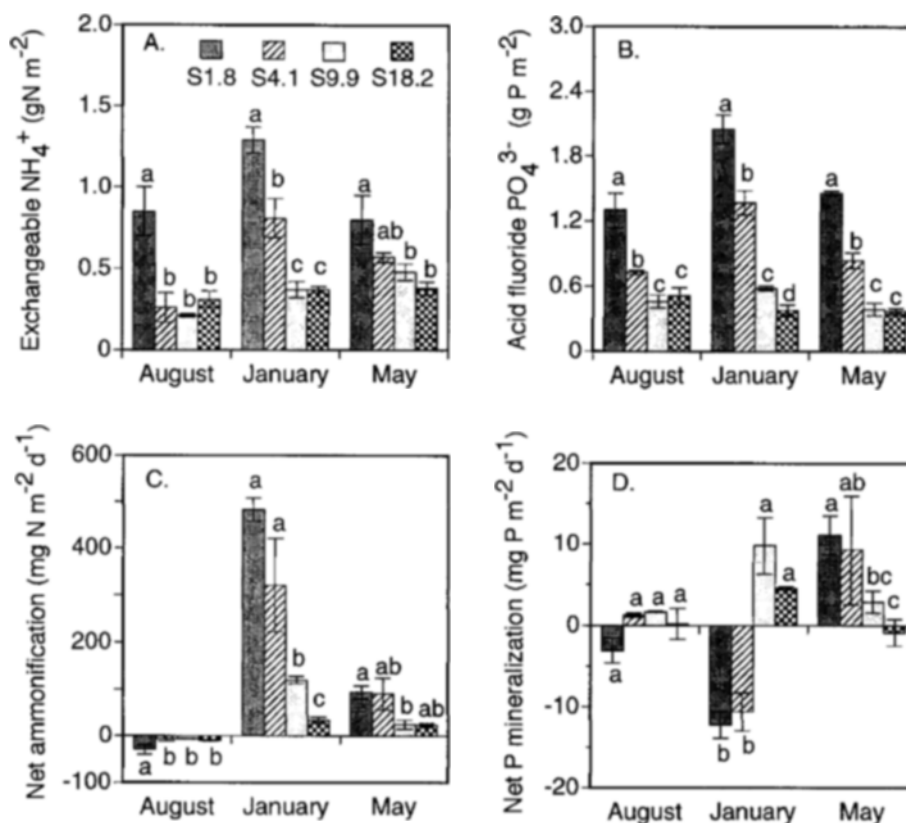 A.
S1.8 S4.1 S9.9 S18.2
Exchangeable NH₄⁺ (gN m⁻²)
2.0
1.5
1.0
0.5
0
a b b b
a b c c
a ab b b
August January May
B.
Acid fluoride PO₄³⁻ (g P m⁻²)
3.0
2.4
1.8
1.2
0.6
0
a b c c
a b c d
a b c c
August January May
C.
Net ammonification (mg N m⁻² d⁻¹)
600
400
200
0
-100
a b b b
a a b c
a ab b ab
August January May
D.
Net P mineralization (mg P m⁻² d⁻¹)
20
10
0
-10
-20
a a a a
b b a a
a ab bc c
August January May